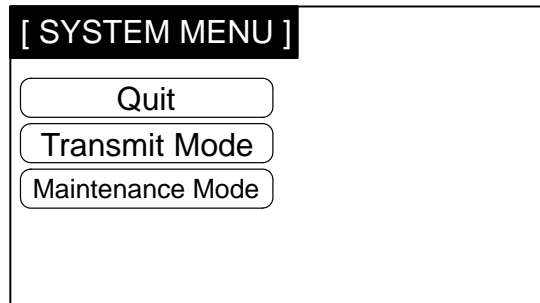 [ SYSTEM MENU ]
Quit
Transmit Mode
Maintenance Mode